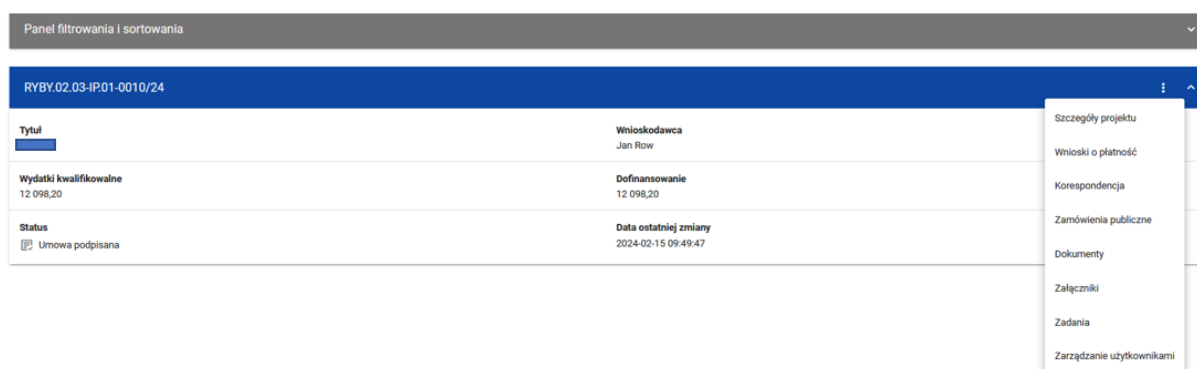 Panel filtrowania i sortowania
RYBY.02.03-IP.01-0010/24
Tytuł
Wnioskodawca
Jan Row
Wydatki kwalifikowalne
12 098,20
Dofinansowanie
12 098,20
Status
Umowa podpisana
Data ostatniej zmiany
2024-02-15 09:49:47
Szczegóły projektu
Wnioski o płatność
Korespondencja
Zamówienia publiczne
Dokumenty
Załączniki
Zadania
Zarządzanie użytkownikami